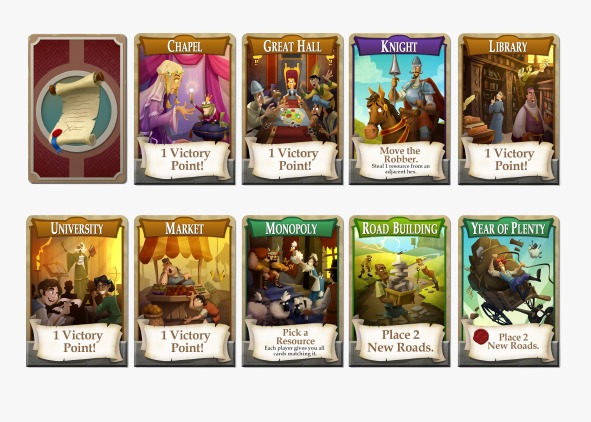 CHAPEL
1 Victory
Point!
GREAT HALL
1 Victory
Point!
KNIGHT
Move the
Robber.
Steal 1 resource from an
adjacent hex.
LIBRARY
1 Victory
Point!
UNIVERSITY
1 Victory
Point!
MARKET
1 Victory
Point!
MONOPOLY
Pick a
Resource
Each player gives you all
cards matching it.
ROAD BUILDING
Place 2
New Roads.
YEAR OF PLENTY
Place 2
New Roads.